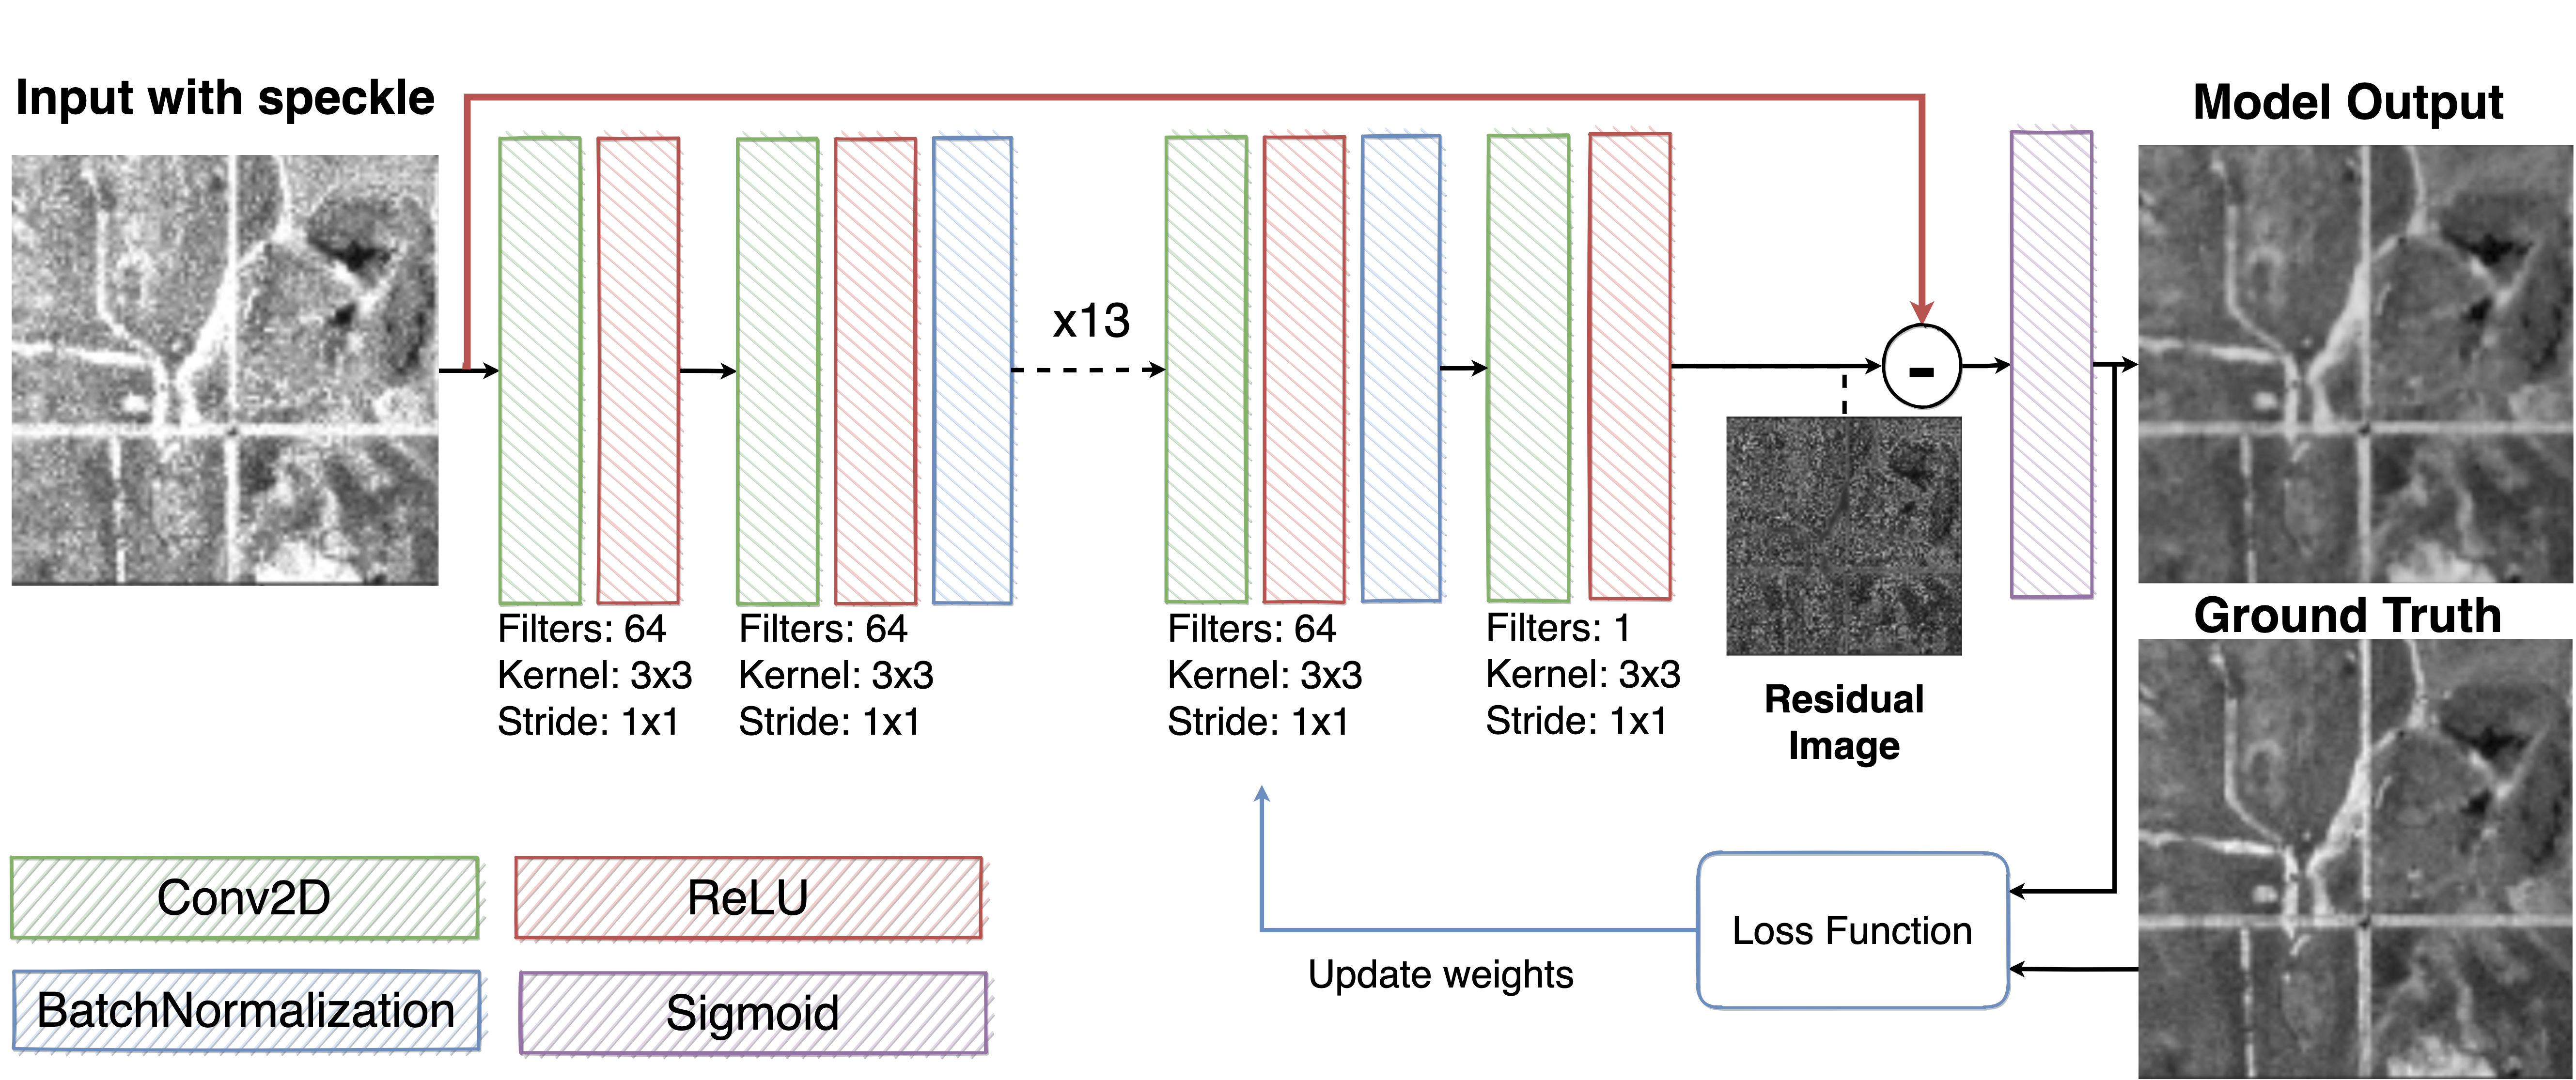 Input with speckle
Model Output
x13
-
Filters: 64
Kernel: 3x3
Stride: 1x1
Filters: 64
Kernel: 3x3
Stride: 1x1
Filters: 64
Kernel: 3x3
Stride: 1x1
Filters: 1
Kernel: 3x3
Stride: 1x1
Residual
Image
Ground Truth
Conv2D
ReLU
BatchNormalization
Sigmoid
Update weights
Loss Function